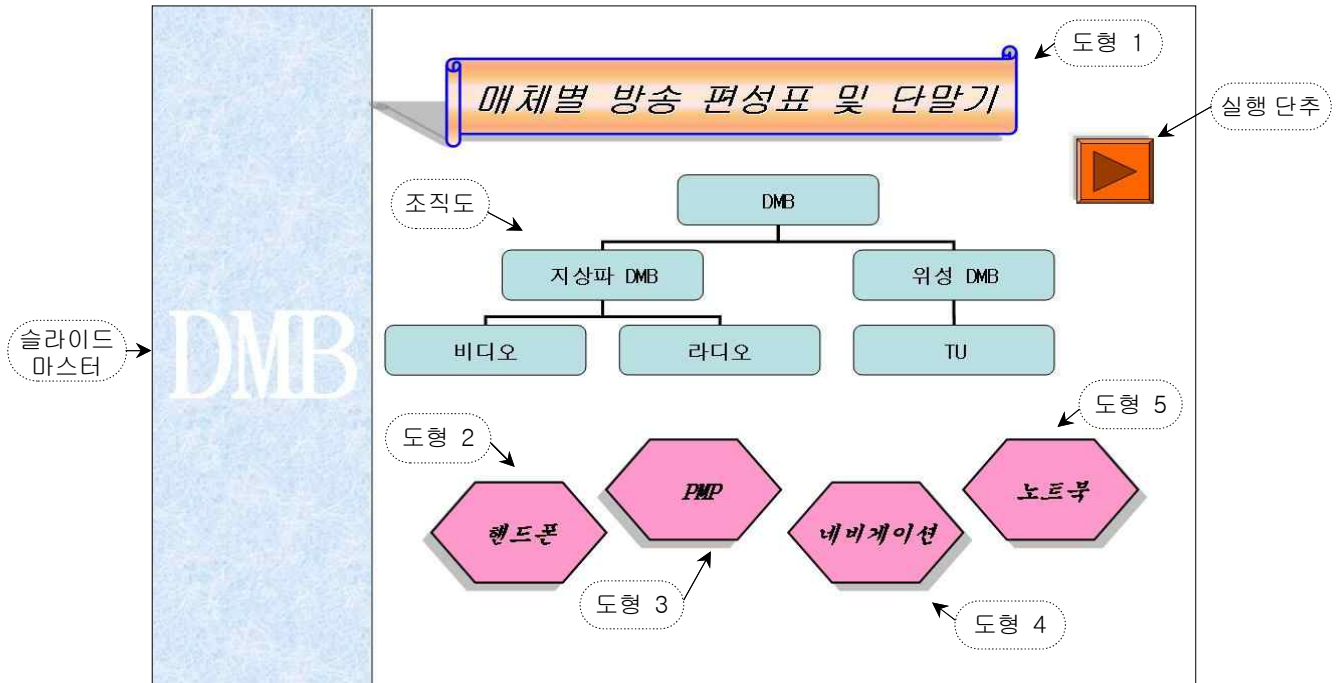 도형 1
매체별 방송 편성표 및 단말기
실행 단추
조직도
DMB
지상파 DMB
위성 DMB
슬라이드
마스터
DMB
비디오
라디오
TU
도형 5
도형 2
핸드폰
PMP
네비게이션
노트북
도형 3
도형 4